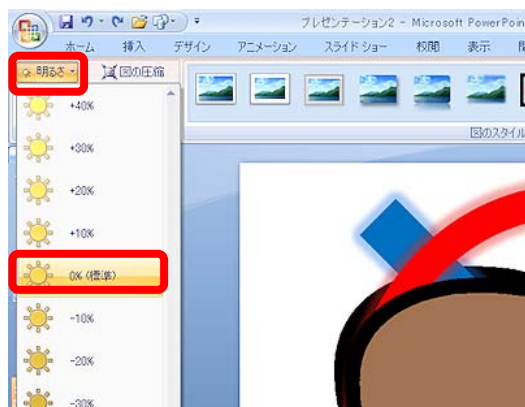 プレゼンテーション2 - Microsoft PowerPoin
ホーム 挿入 デザイン アニメーション スライド ショー 校閲 表示
明るさ 図の圧縮
+40%
+30%
+20%
+10%
0% (標準)
-10%
-20%
-30%
図のスタイル